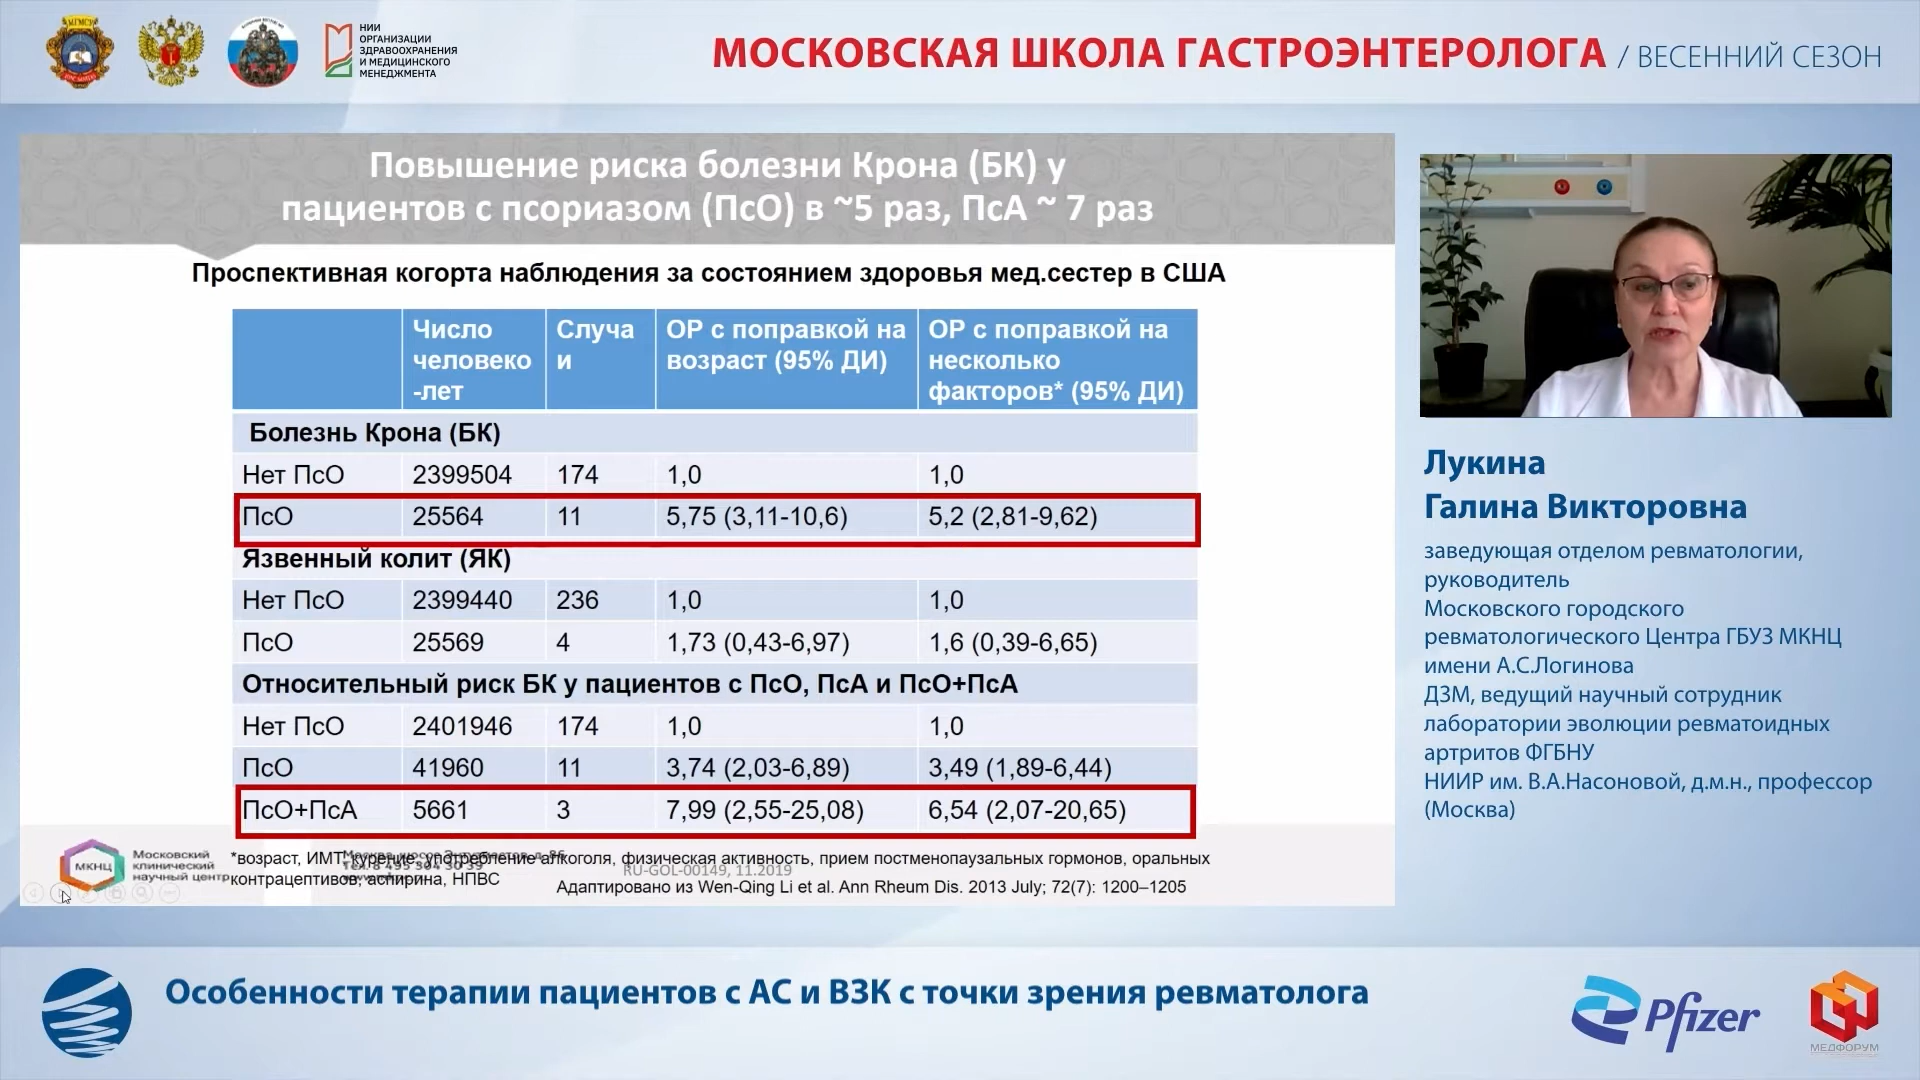 НИИ
ОРГАНИЗАЦИИ
ЗДРАВООХРАНЕНИЯ
И МЕДИЦИНСКОГО
МЕНЕДЖМЕНТА
МОСКОВСКАЯ ШКОЛА ГАСТРОЭНТЕРОЛОГА / ВЕСЕННИЙ СЕЗОН
Повышение риска болезни Крона (БК) у
пациентов с псориазом (ПсО) в ~5 раз, ПсА ~ 7 раз
Проспективная когорта наблюдения за состоянием здоровья мед.сестер в США
Число человеко-лет Случаи ОР с поправкой на возраст (95% ДИ) ОР с поправкой на несколько факторов* (95% ДИ)
Болезнь Крона (БК)
Нет ПсО 2399504 174 1,0 1,0
ПсО 25564 11 5,75 (3,11-10,6) 5,2 (2,81-9,62)
Язвенный колит (ЯК)
Нет ПсО 2399440 236 1,0 1,0
ПсО 25569 4 1,73 (0,43-6,97) 1,6 (0,39-6,65)
Относительный риск БК у пациентов с ПсО, ПсА и ПсО+ПсА
Нет ПсО 2401946 174 1,0 1,0
ПсО 41960 11 3,74 (2,03-6,89) 3,49 (1,89-6,44)
ПсО+ПсА 5661 3 7,99 (2,55-25,08) 6,54 (2,07-20,65)
МКНЦ
Московский
клинический
научный центр
*возраст, ИМТ, курение, употребление алкоголя, физическая активность, прием постменопаузальных гормонов, оральных
контрацептивов, аспирина, НПВС
RU-GOL-00149, 11.2019
Адаптировано из Wen-Qing Li et al. Ann Rheum Dis. 2013 July; 72(7): 1200–1205
Лукина
Галина Викторовна
заведующая отделом ревматологии,
руководитель
Московского городского
ревматологического Центра ГБУЗ МКНЦ
имени А.С.Логинова
ДЗМ, ведущий научный сотрудник
лаборатории эволюции ревматоидных
артритов ФГБНУ
НИИР им. В.А.Насоновой, д.м.н., профессор
(Москва)
Особенности терапии пациентов с АС и ВЗК с точки зрения ревматолога
Pfizer
МЕДФОРУМ